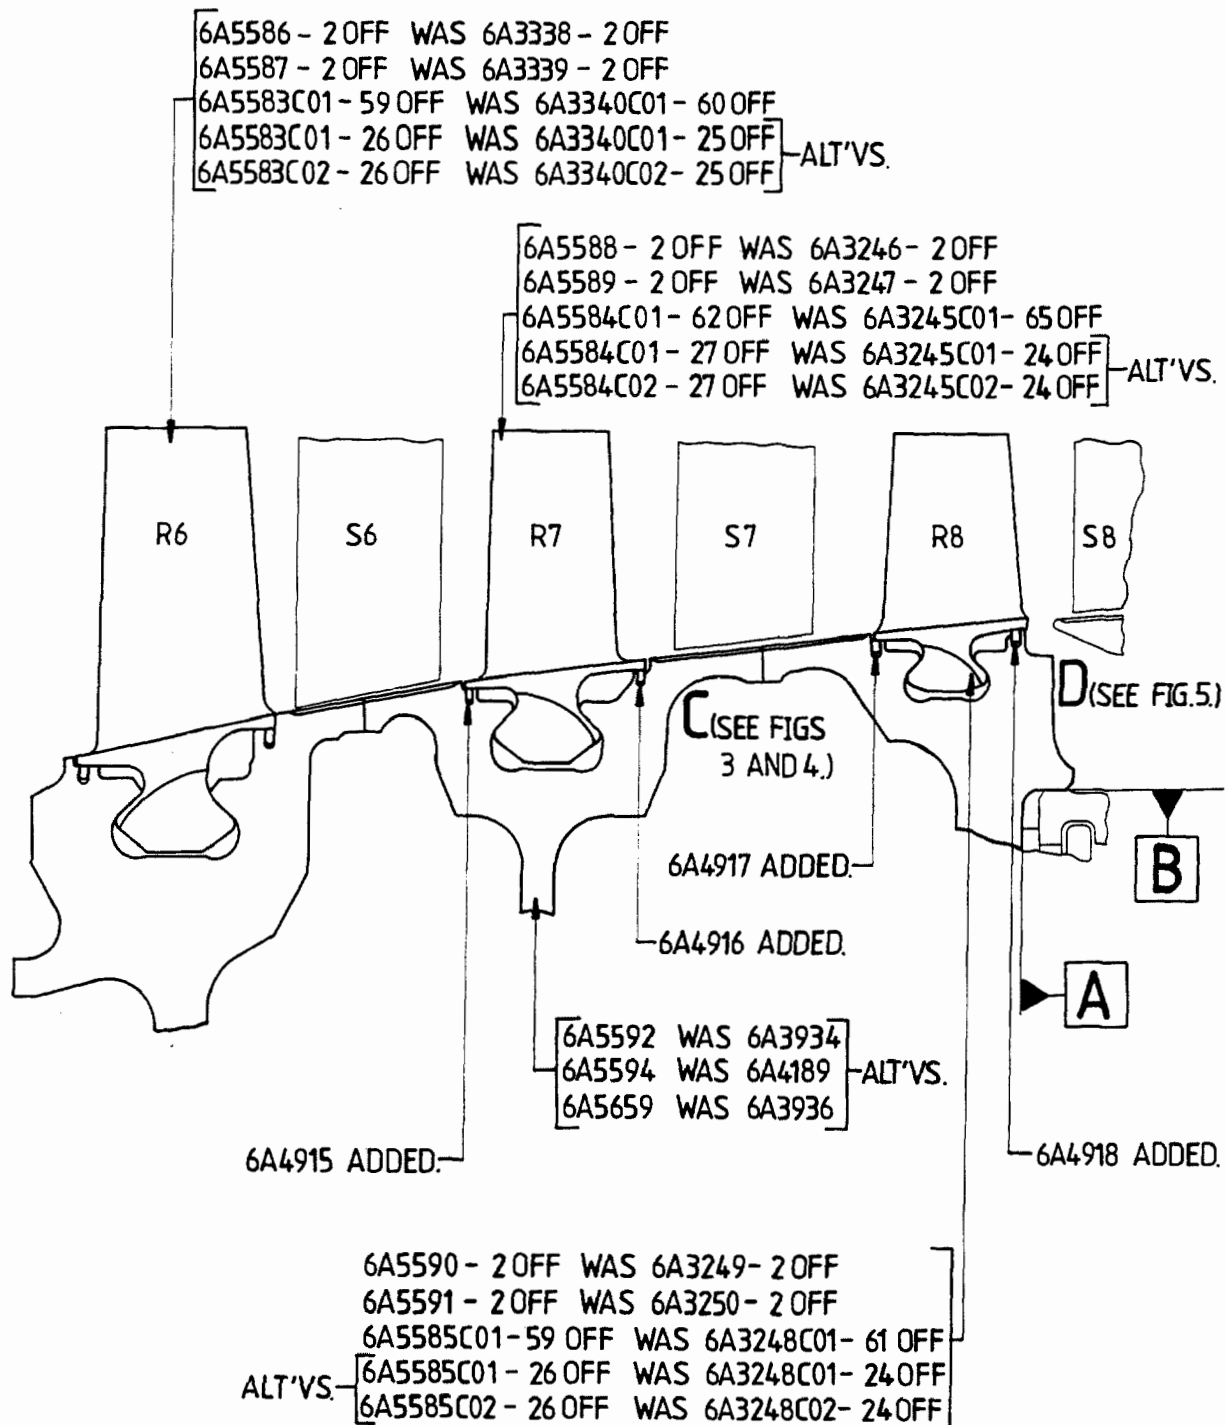 6A5586 - 2 OFF WAS 6A3338 - 2 OFF
6A5587 - 2 OFF WAS 6A3339 - 2 OFF
6A5583C01 - 59 OFF WAS 6A3340C01 - 60 OFF
6A5583C01 - 26 OFF WAS 6A3340C01 - 25 OFF
6A5583C02 - 26 OFF WAS 6A3340C02 - 25 OFF
ALT'VS.
6A5588 - 2 OFF WAS 6A3246 - 2 OFF
6A5589 - 2 OFF WAS 6A3247 - 2 OFF
6A5584C01 - 62 OFF WAS 6A3245C01 - 65 OFF
6A5584C01 - 27 OFF WAS 6A3245C01 - 24 OFF
6A5584C02 - 27 OFF WAS 6A3245C02 - 24 OFF
ALT'VS.
R6
S6
R7
S7
R8
S8
C (SEE FIGS
3 AND 4.)
D (SEE FIG.5.)
6A4917 ADDED.
B
6A4916 ADDED.
A
6A5592 WAS 6A3934
6A5594 WAS 6A4189
6A5659 WAS 6A3936
ALT'VS.
6A4915 ADDED.
6A4918 ADDED.
6A5590 - 2 OFF WAS 6A3249 - 2 OFF
6A5591 - 2 OFF WAS 6A3250 - 2 OFF
6A5585C01 - 59 OFF WAS 6A3248C01 - 61 OFF
6A5585C01 - 26 OFF WAS 6A3248C01 - 24 OFF
6A5585C02 - 26 OFF WAS 6A3248C02 - 24 OFF
ALT'VS.